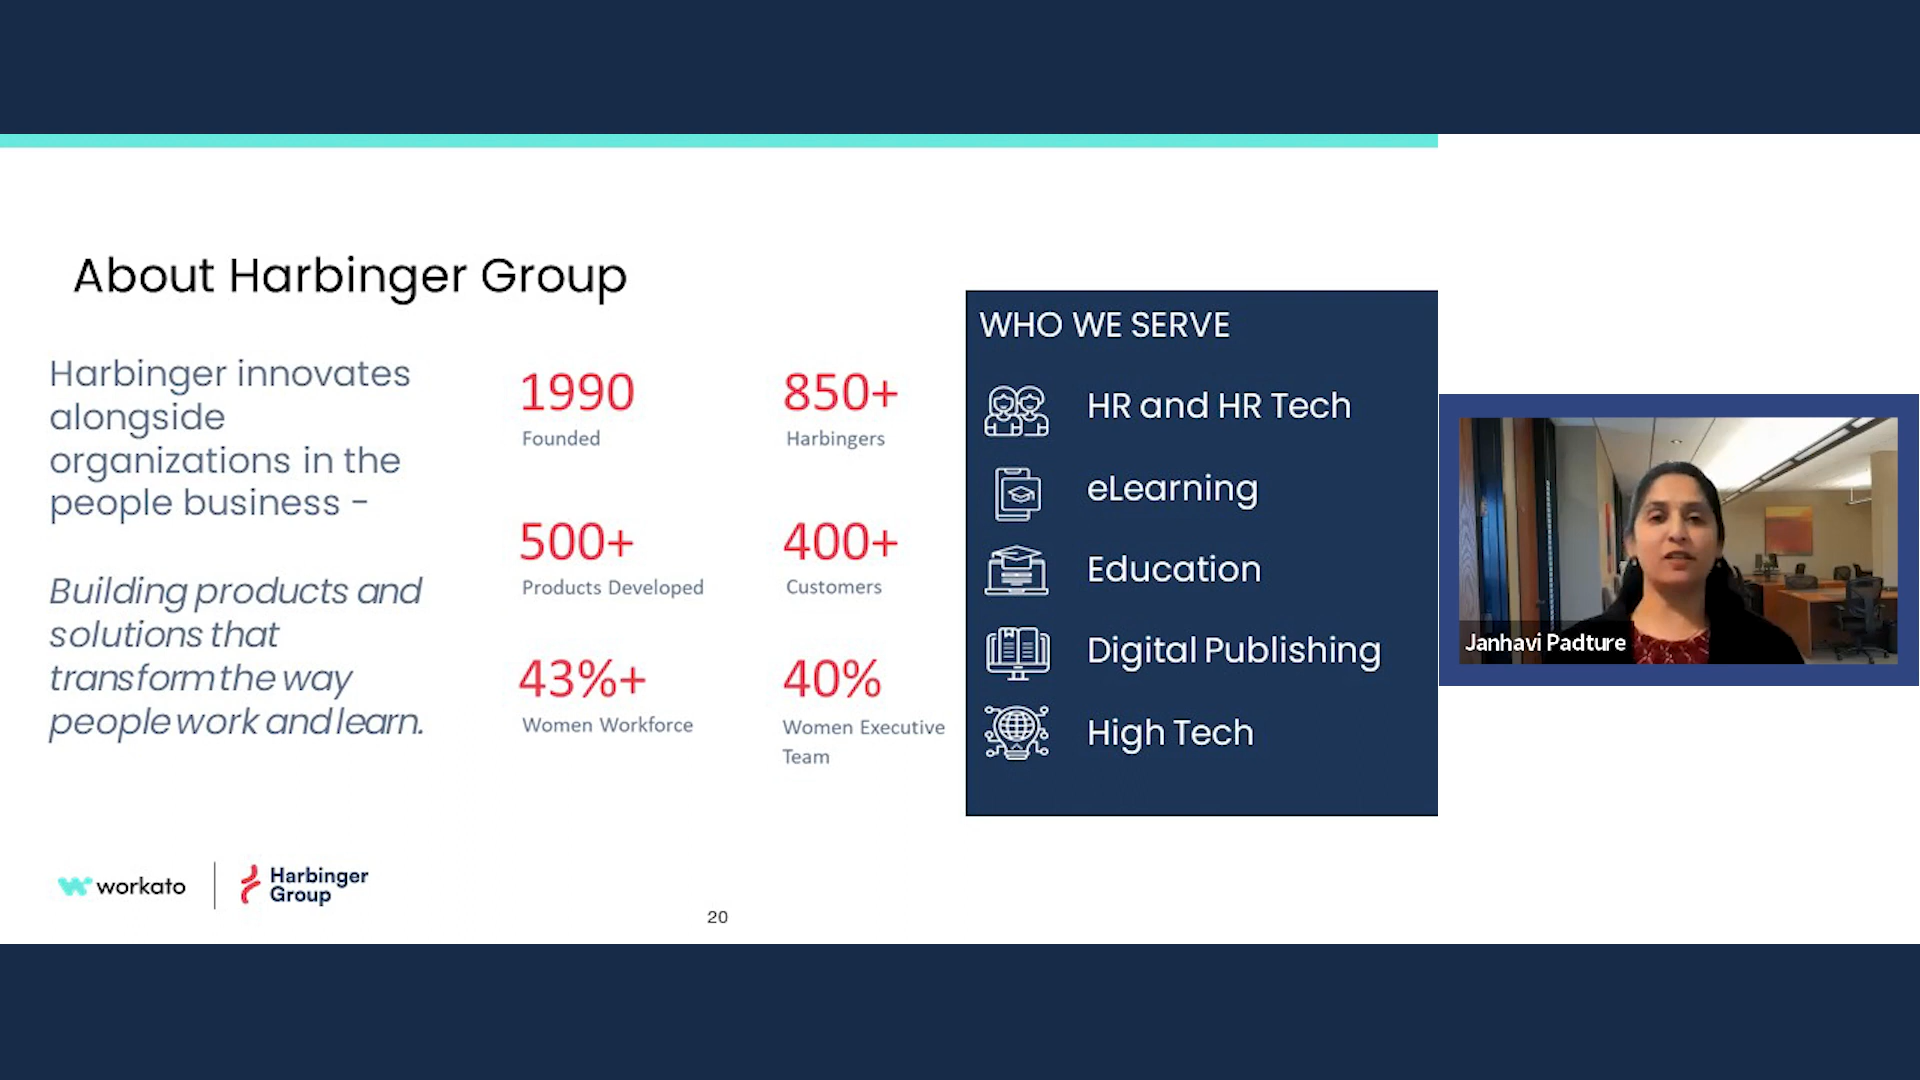 About Harbinger Group
Harbinger innovates
alongside
organizations in the
people business -
Building products and
solutions that
transform the way
people work and learn.
1990
Founded
850+
Harbingers
500+
Products Developed
400+
Customers
43%+
Women Workforce
40%
Women Executive
Team
WHO WE SERVE
HR and HR Tech
eLearning
Education
Digital Publishing
High Tech
Janhavi Padture
workato
Harbinger
Group
20